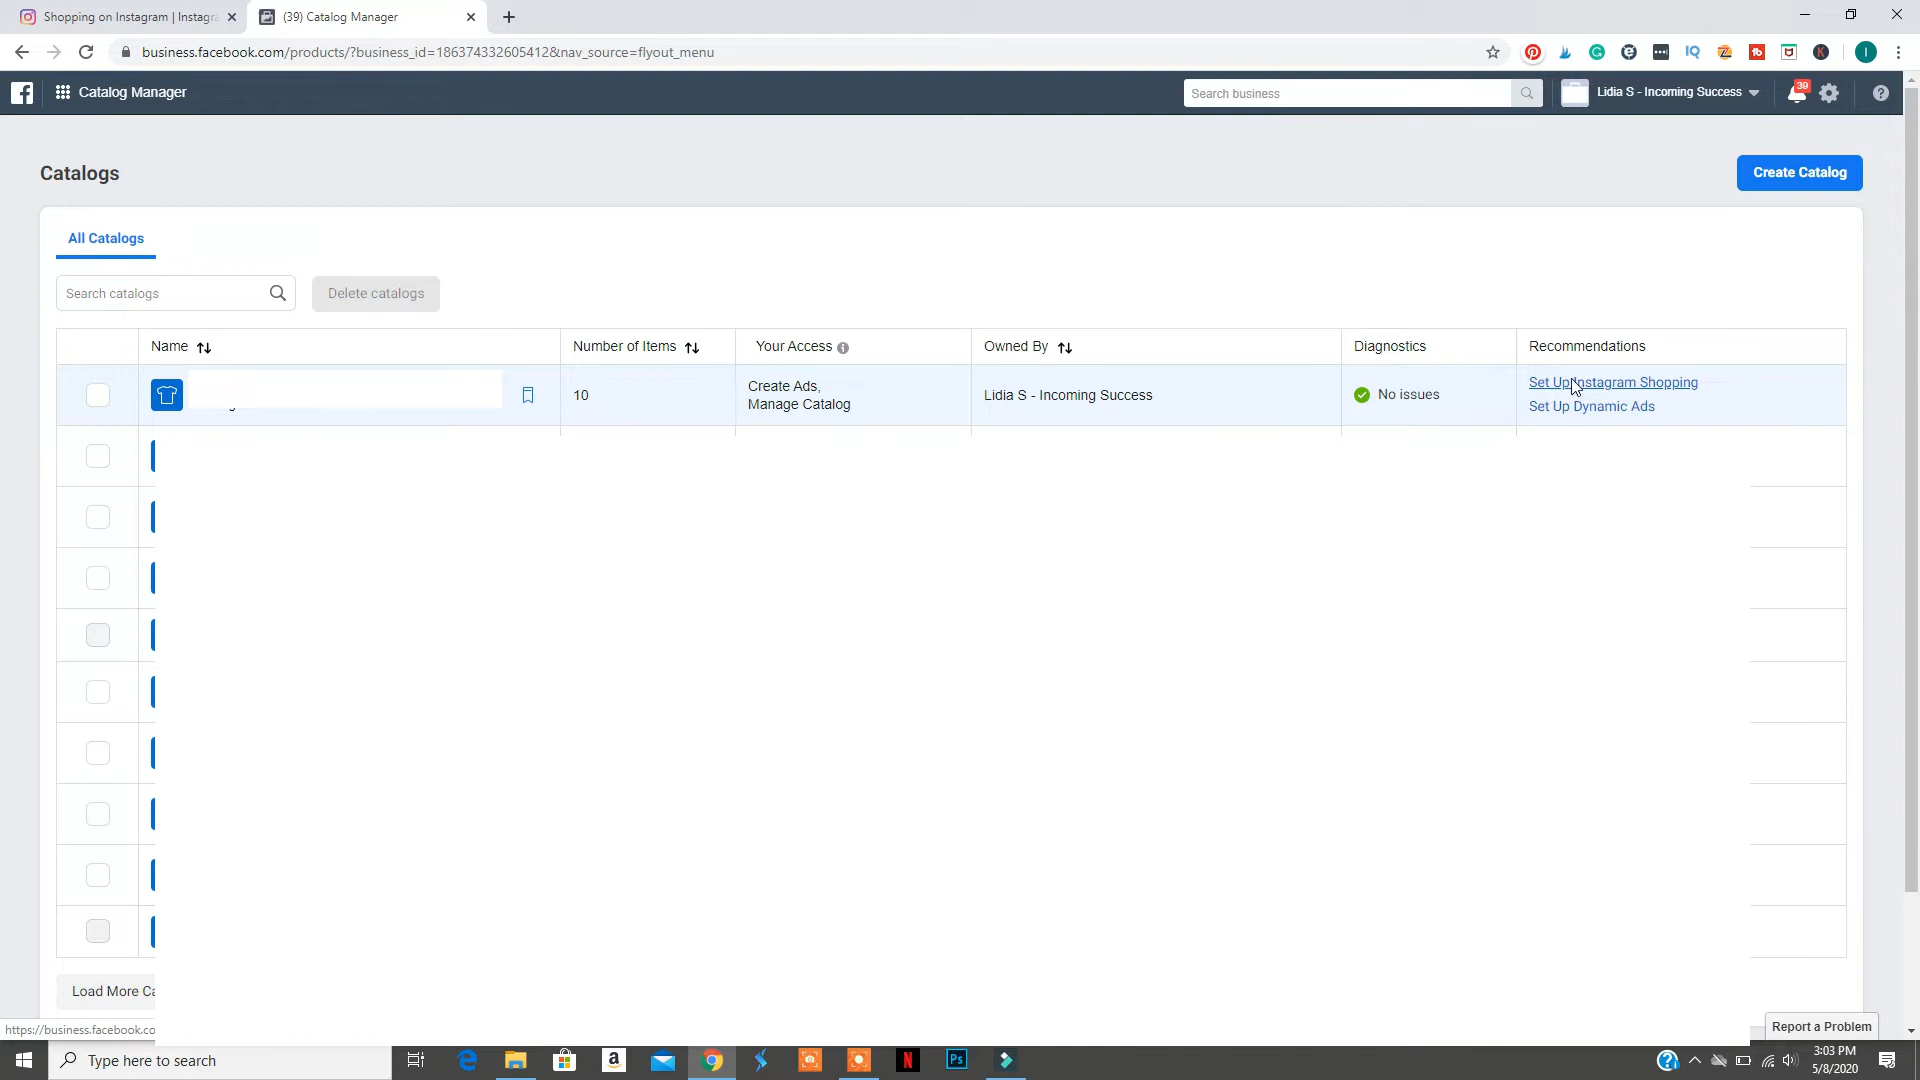 Shopping on Instagram | Instagra
(39) Catalog Manager
business.facebook.com/products/?business_id=186374332605412&nav_source=flyout_menu
Catalog Manager
Search business
Lidia S - Incoming Success
39
Catalogs
Create Catalog
All Catalogs
Search catalogs
Delete catalogs
Name
Number of Items
Your Access
Owned By
Diagnostics
Recommendations
10
Create Ads,
Manage Catalog
Lidia S - Incoming Success
No issues
Set Up Instagram Shopping
Set Up Dynamic Ads
Load More Ca
https://business.facebook.co
Report a Problem
Type here to search
3:03 PM
5/8/2020